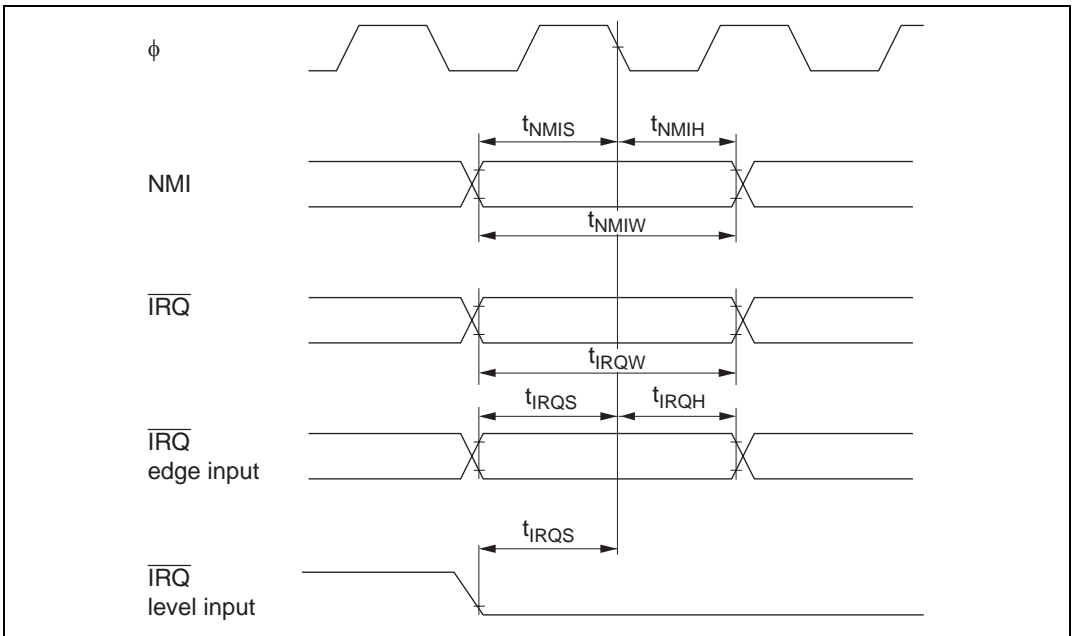 ϕ
tNMIS tNMIH
NMI
tNMIW
IRQ
tIRQW
tIRQS tIRQH
IRQ
edge input
tIRQS
IRQ
level input